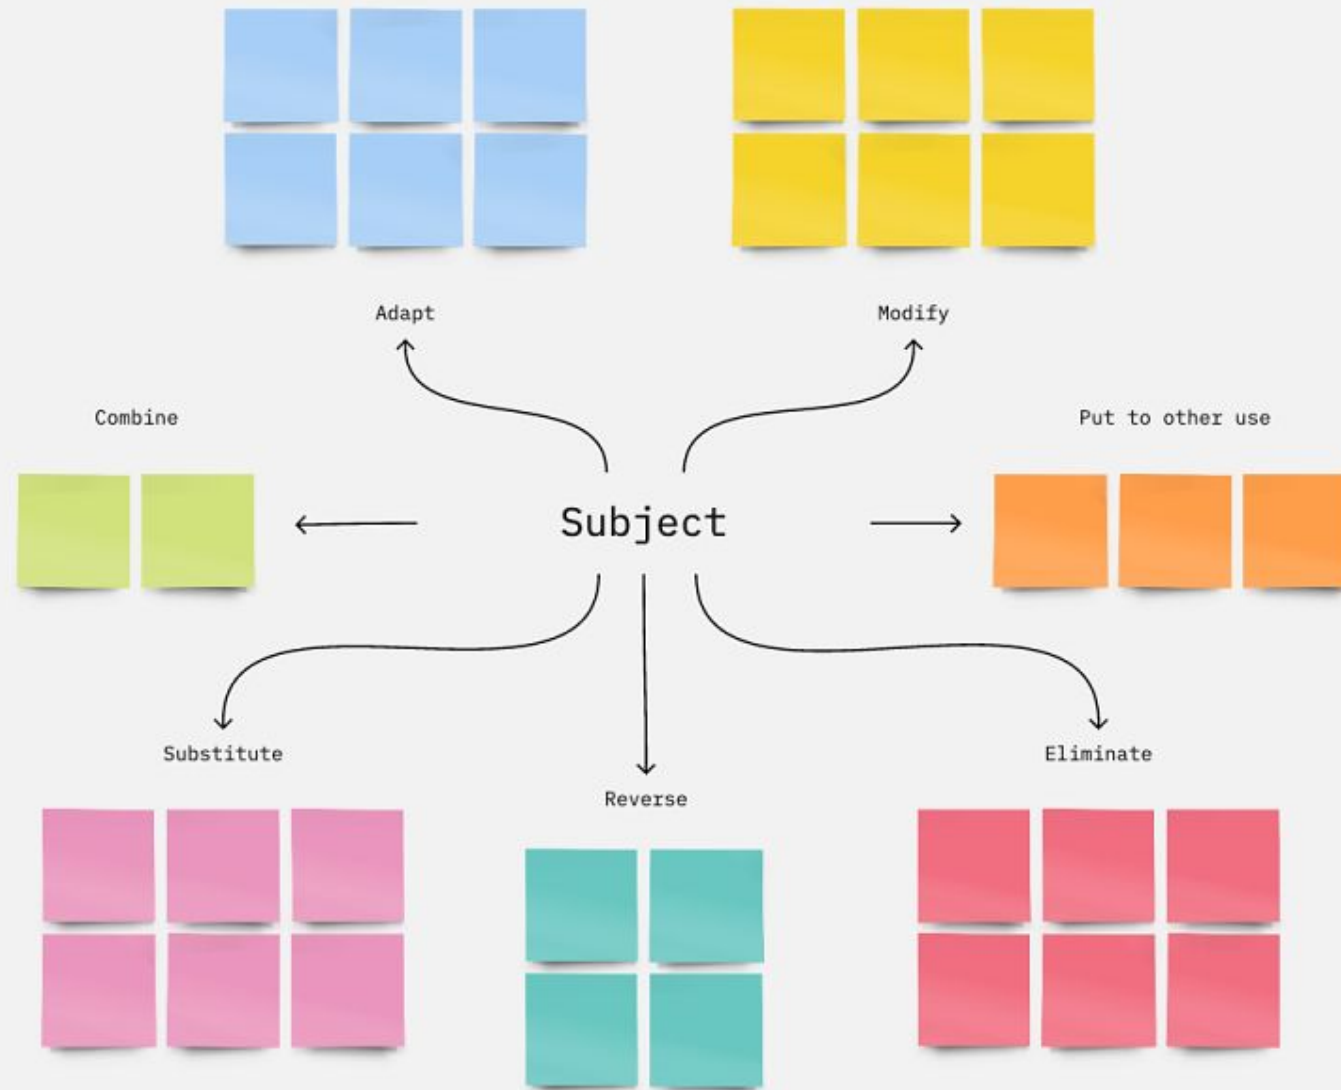 Adapt
Modify
Combine
Put to other use
Subject
Substitute
Eliminate
Reverse